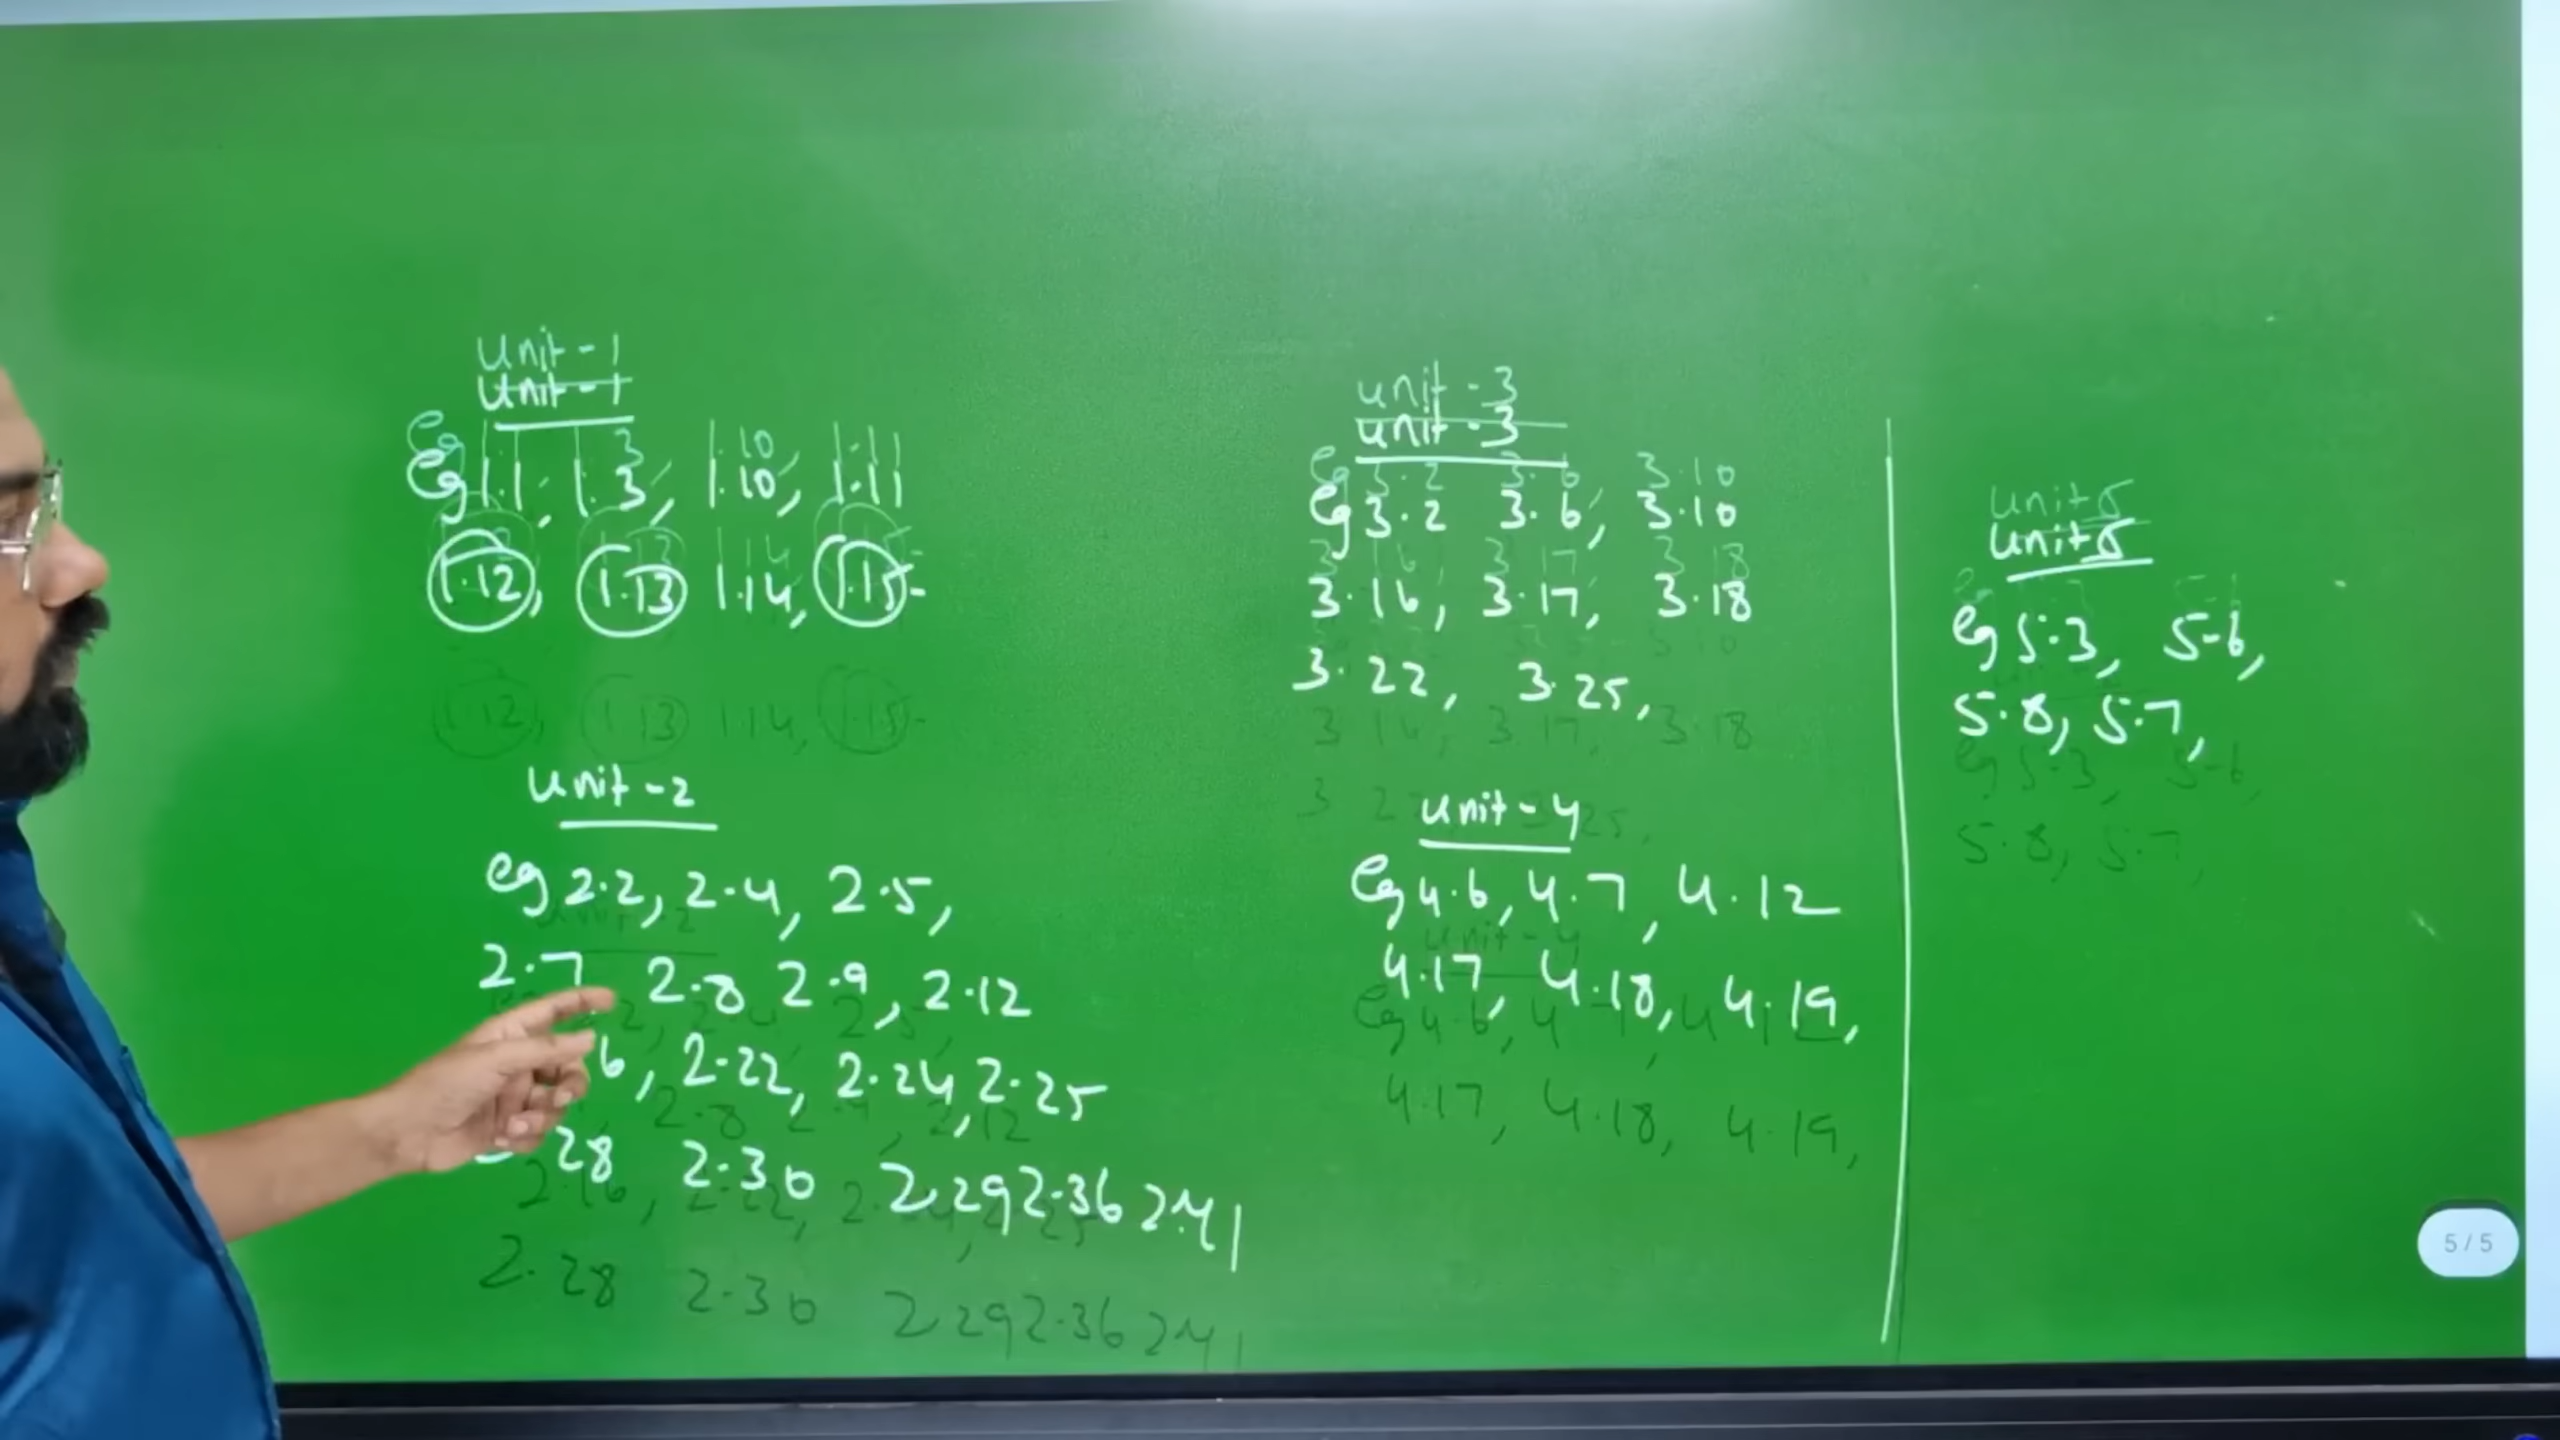 Unit-1
eg 1.1, 1.3, 1.10, 1.11
1.12, 1.13 1.14, 1.15-
Unit-2
eg 2.2, 2.4, 2.5,
2.7 2.8 2.9, 2.12
6, 2.22, 2.24, 2.25
28 2.30 2.29 2.36 2.41
unit-3
eg 3.2 3.6, 3.10
3.16, 3.17, 3.18
3.22, 3.25,
unit-4
eg 4.6, 4.7, 4.12
4.17, 4.18, 4.19,
unit 5
eg 5.3, 5.6,
5.8, 5.7,
5/5